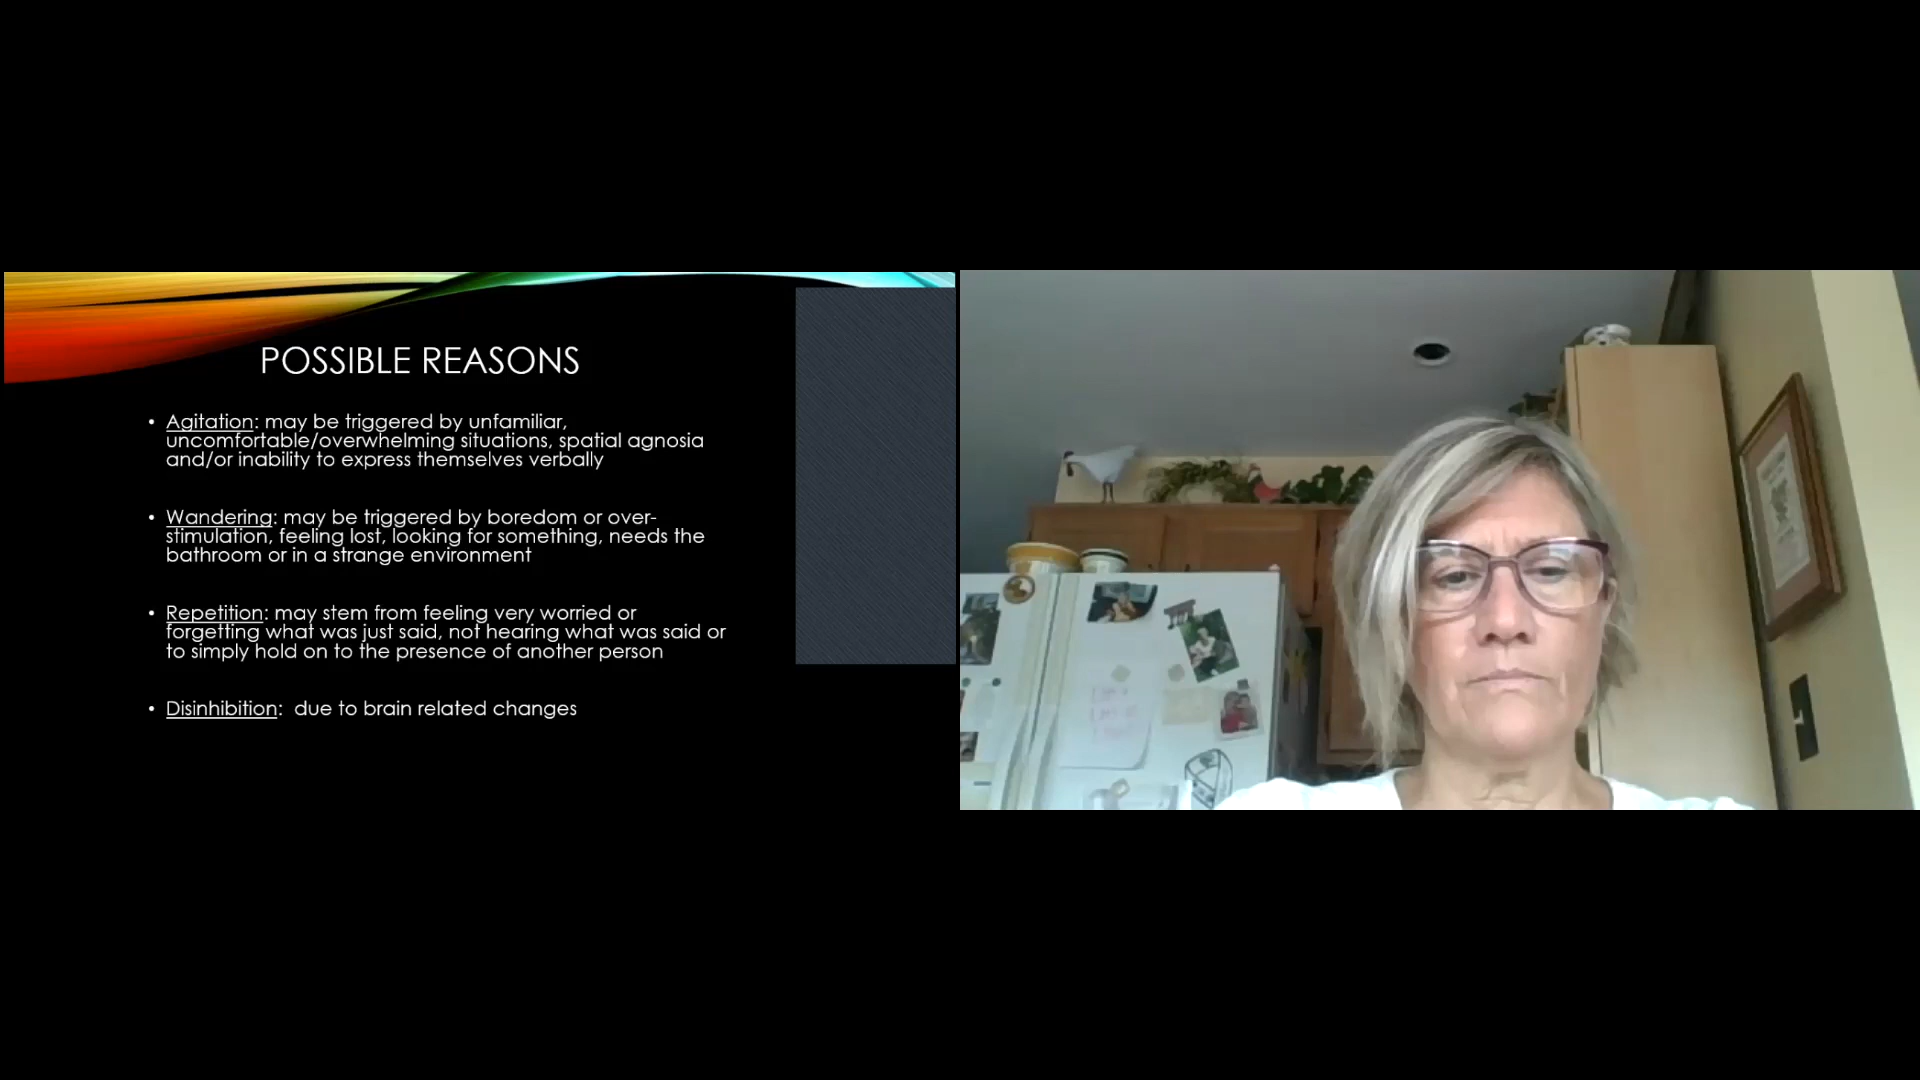 POSSIBLE REASONS
• Agitation: may be triggered by unfamiliar,
uncomfortable/overwhelming situations, spatial agnosia
and/or inability to express themselves verbally
• Wandering: may be triggered by boredom or over-
stimulation, feeling lost, looking for something, needs the
bathroom or in a strange environment
• Repetition: may stem from feeling very worried or
forgetting what was just said, not hearing what was said or
to simply hold on to the presence of another person
• Disinhibition:  due to brain related changes